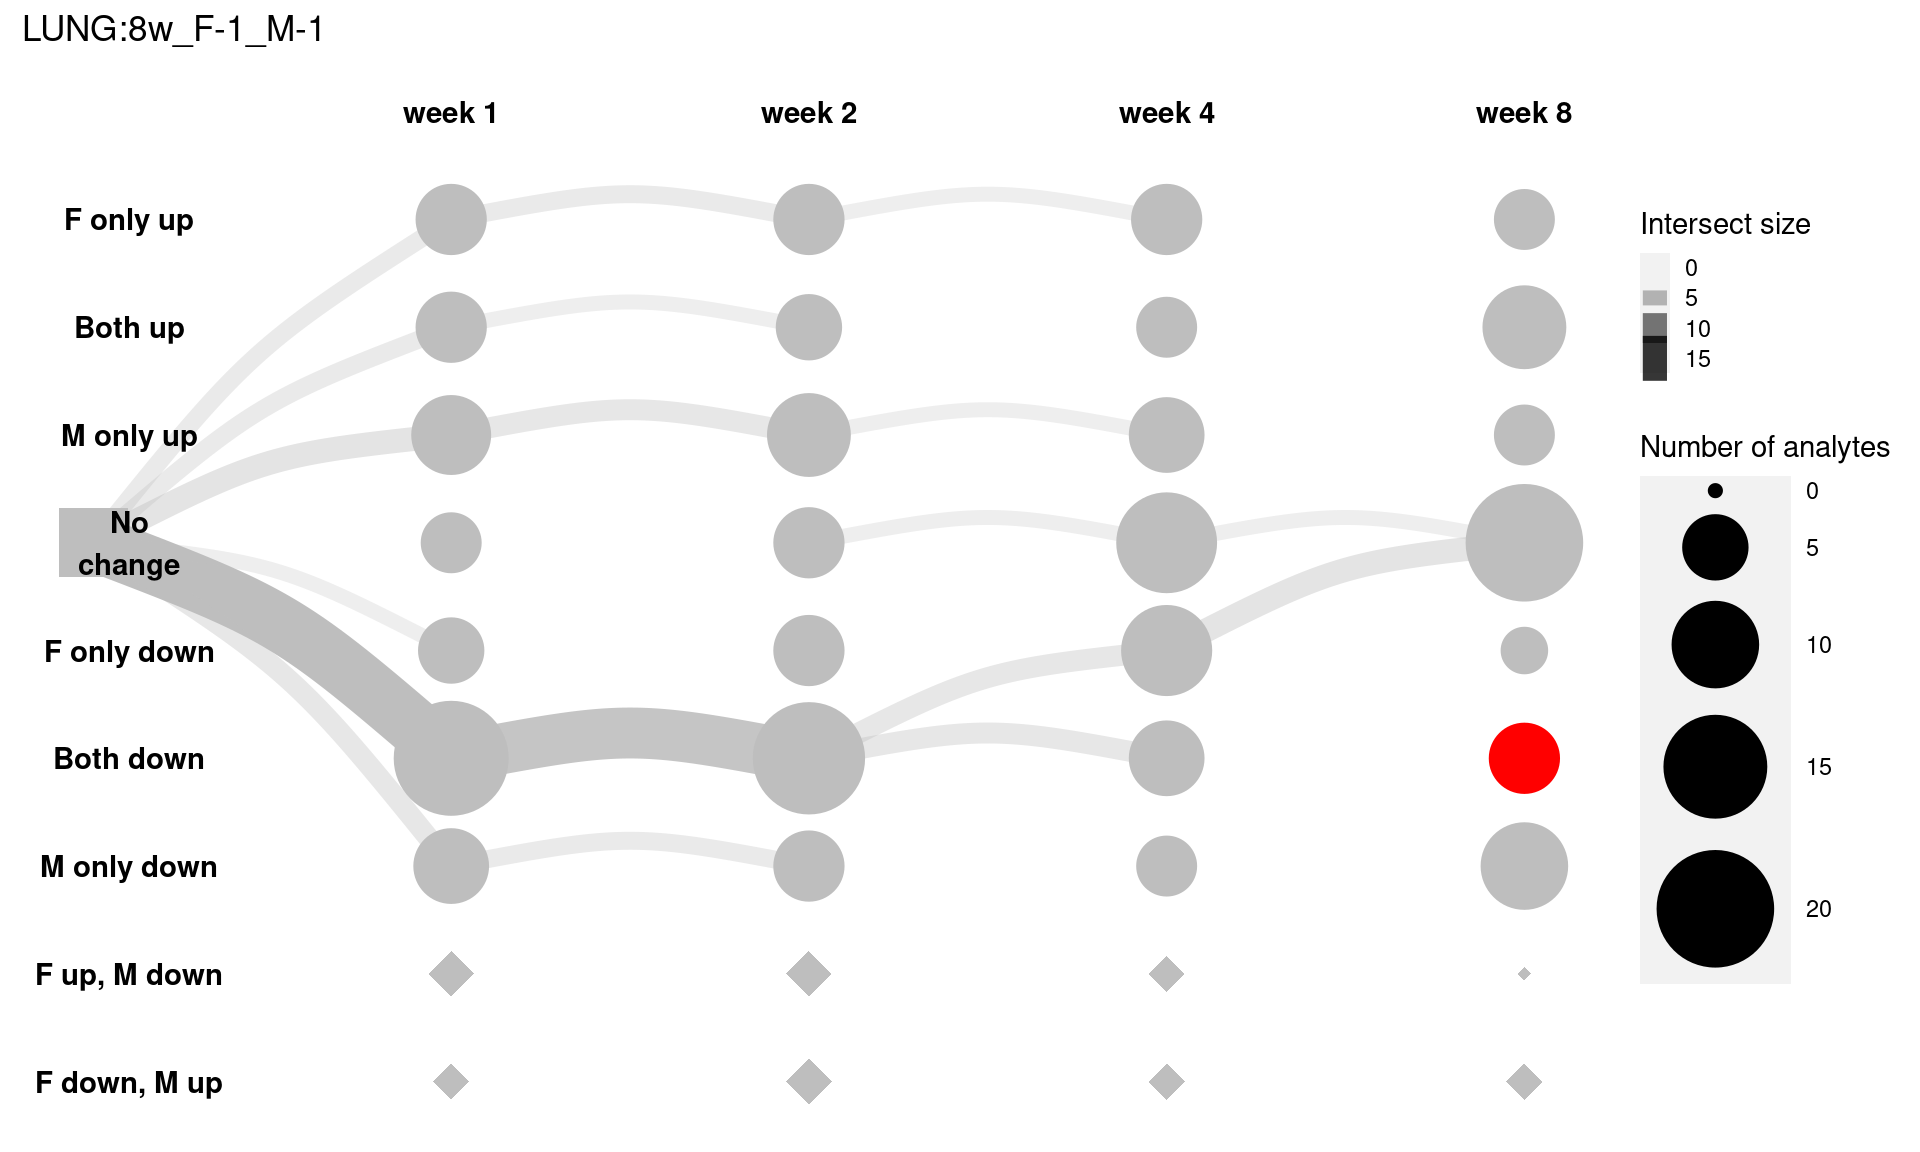 LUNG:8w_F-1_M-1
week 1 week 2 week 4 week 8
F only up
Both up
M only up
No
change
F only down
Both down
M only down
F up, M down
F down, M up
Intersect size
0
5
10
15
Number of analytes
0
5
10
15
20